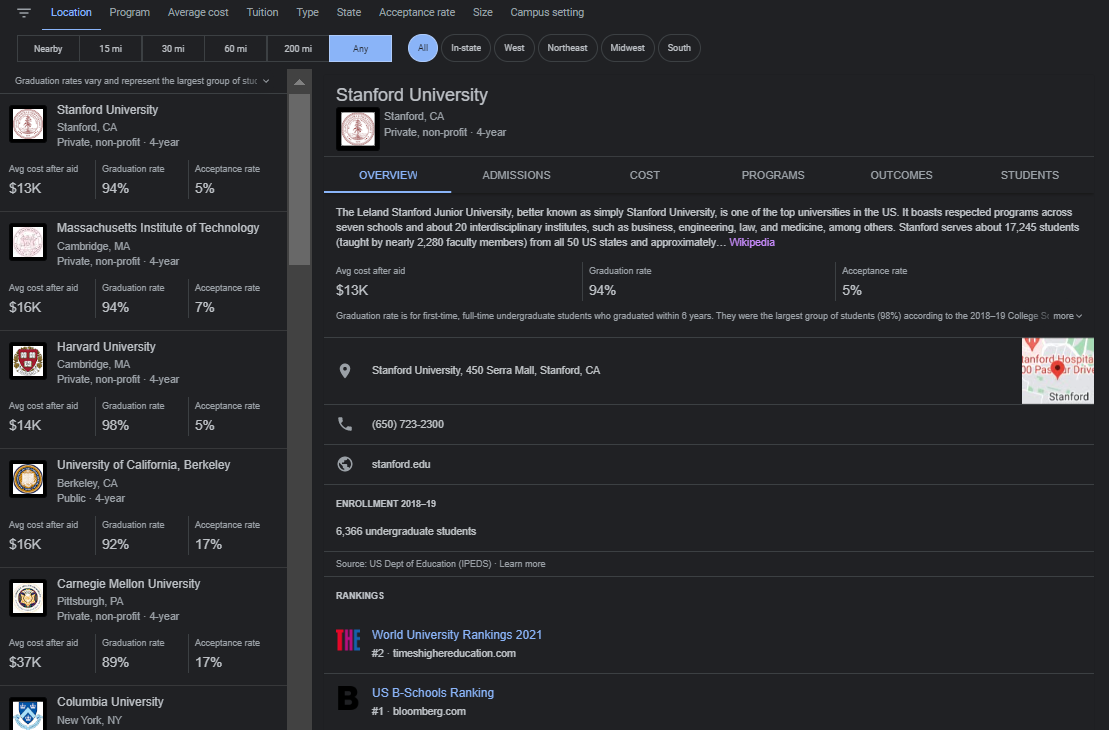 Location Program Average cost Tuition Type State Acceptance rate Size Campus setting
Nearby 15 mi 30 mi 60 mi 200 mi Any All In-state West Northeast Midwest South
Graduation rates vary and represent the largest group of
Stanford University
Stanford, CA
Private, non-profit · 4-year
Avg cost after aid Graduation rate Acceptance rate
$13K 94% 5%
Massachusetts Institute of Technology
Cambridge, MA
Private, non-profit · 4-year
Avg cost after aid Graduation rate Acceptance rate
$16K 94% 7%
Harvard University
Cambridge, MA
Private, non-profit · 4-year
Avg cost after aid Graduation rate Acceptance rate
$14K 98% 5%
University of California, Berkeley
Berkeley, CA
Public · 4-year
Avg cost after aid Graduation rate Acceptance rate
$16K 92% 17%
Carnegie Mellon University
Pittsburgh, PA
Private, non-profit · 4-year
Avg cost after aid Graduation rate Acceptance rate
$37K 89% 17%
Columbia University
New York, NY
Stanford University
Stanford, CA
Private, non-profit · 4-year
OVERVIEW ADMISSIONS COST PROGRAMS OUTCOMES STUDENTS
The Leland Stanford Junior University, better known as simply Stanford University, is one of the top universities in the US. It boasts respected programs across
seven schools and about 20 interdisciplinary institutes, such as business, engineering, law, and medicine, among others. Stanford serves about 17,245 students
(taught by nearly 2,280 faculty members) from all 50 US states and approximately… Wikipedia
Avg cost after aid Graduation rate Acceptance rate
$13K 94% 5%
Graduation rate is for first-time, full-time undergraduate students who graduated within 6 years. They were the largest group of students (98%) according to the 2018–19 College more
Stanford University, 450 Serra Mall, Stanford, CA
Stanford
(650) 723-2300
stanford.edu
ENROLLMENT 2018–19
6,366 undergraduate students
Source: US Dept of Education (IPEDS) · Learn more
RANKINGS
THE World University Rankings 2021
#2 · timeshighereducation.com
B US B-Schools Ranking
#1 · bloomberg.com